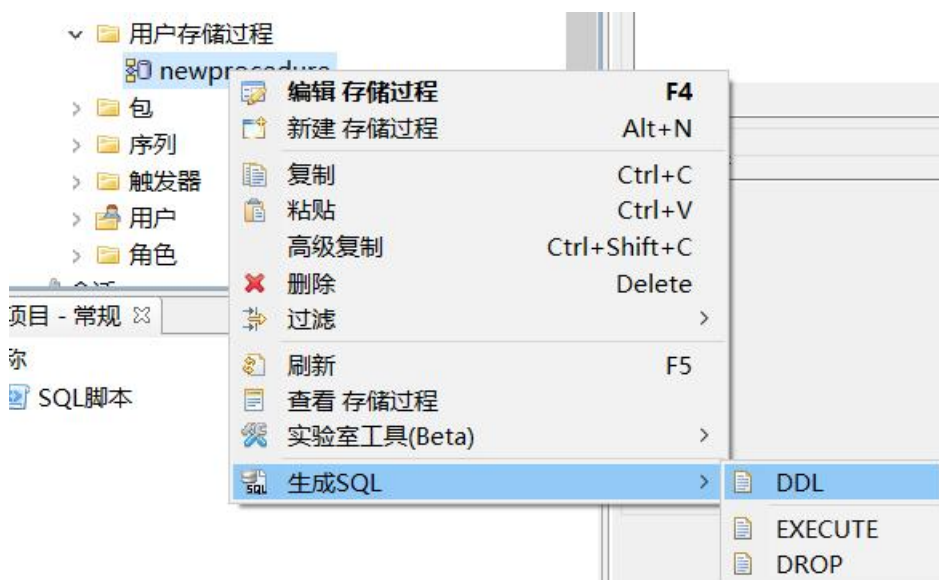 用户存储过程
newprocedure
编辑 存储过程 F4
包
新建 存储过程 Alt+N
序列
复制 Ctrl+C
触发器
粘贴 Ctrl+V
用户
高级复制 Ctrl+Shift+C
角色
删除 Delete
项目 - 常规
过滤
称
刷新 F5
SQL脚本
查看 存储过程
实验室工具(Beta)
生成SQL
DDL
EXECUTE
DROP